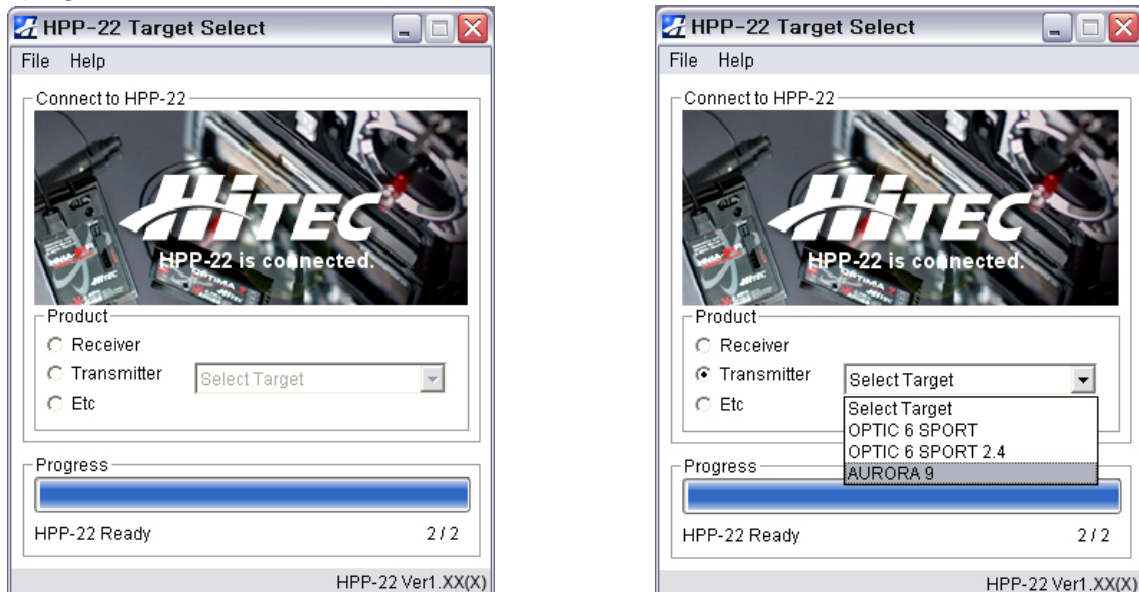 HPP-22 Target Select
File Help
Connect to HPP-22
HiTEC
HPP-22 is connected.
Product
Receiver
Transmitter
Select Target
Etc
Progress
HPP-22 Ready
2 / 2
HPP-22 Ver1.XX(X)
HPP-22 Target Select
File Help
Connect to HPP-22
HiTEC
HPP-22 is connected.
Product
Receiver
Transmitter
Select Target
Etc
Select Target
OPTIC 6 SPORT
OPTIC 6 SPORT 2.4
AURORA 9
Progress
HPP-22 Ready
2 / 2
HPP-22 Ver1.XX(X)